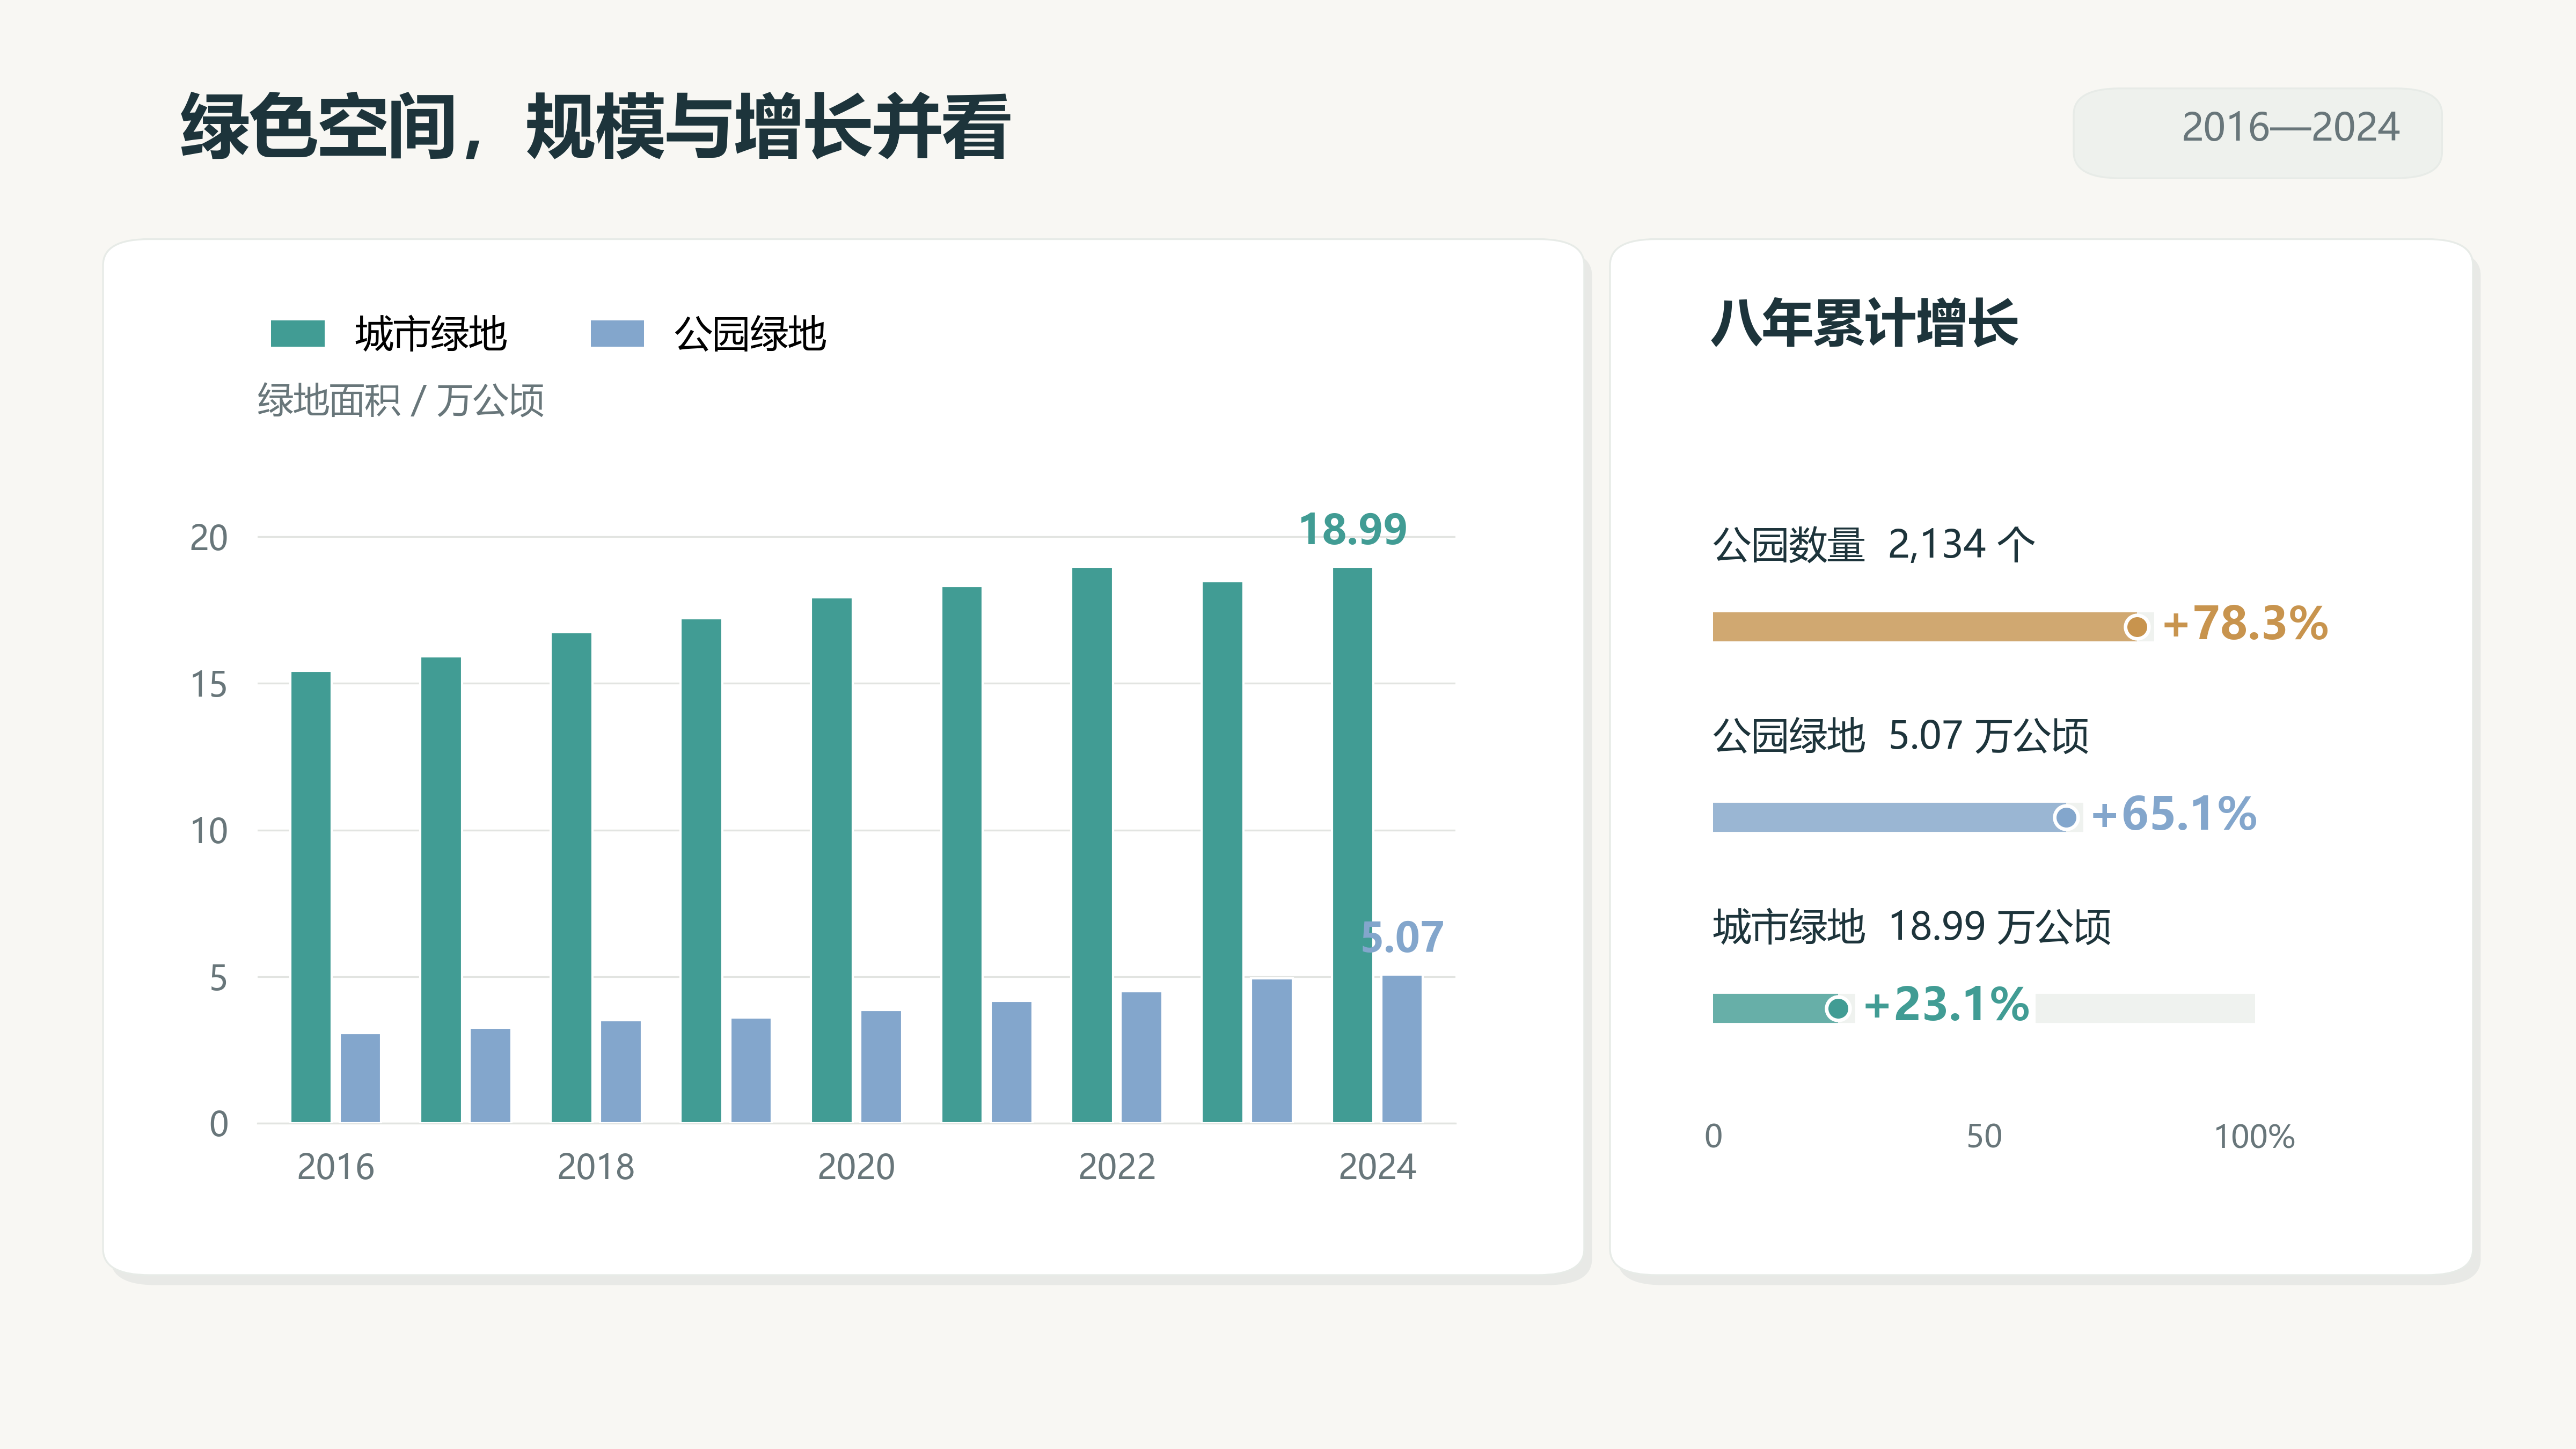 绿色空间，规模与增长并看
2016—2024
城市绿地
公园绿地
绿地面积 / 万公顷
20
15
10
5
0
18.99
5.07
2016
2018
2020
2022
2024
八年累计增长
公园数量 2,134 个
+78.3%
公园绿地 5.07 万公顷
+65.1%
城市绿地 18.99 万公顷
+23.1%
0
50
100%